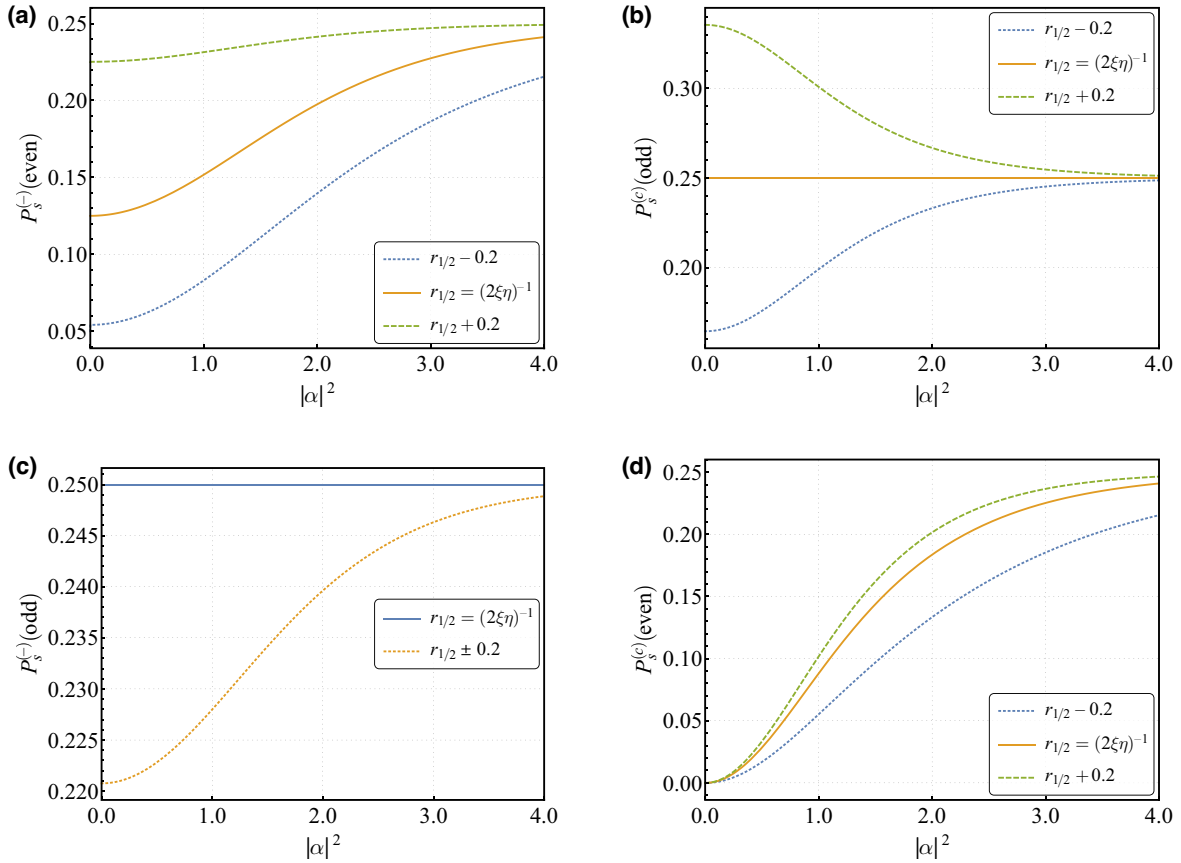 (a)
0.25
0.20
0.15
0.10
0.05
P_s^(−)(even)
r_{1/2} − 0.2
r_{1/2} = (2ξη)^{−1}
r_{1/2} + 0.2
0.0 1.0 2.0 3.0 4.0
|α|^2
(b)
0.30
0.25
0.20
P_s^(c)(odd)
r_{1/2} − 0.2
r_{1/2} = (2ξη)^{−1}
r_{1/2} + 0.2
0.0 1.0 2.0 3.0 4.0
|α|^2
(c)
0.250
0.245
0.240
0.235
0.230
0.225
0.220
P_s^(−)(odd)
r_{1/2} = (2ξη)^{−1}
r_{1/2} ± 0.2
0.0 1.0 2.0 3.0 4.0
|α|^2
(d)
0.25
0.20
0.15
0.10
0.05
0.00
P_s^(c)(even)
r_{1/2} − 0.2
r_{1/2} = (2ξη)^{−1}
r_{1/2} + 0.2
0.0 1.0 2.0 3.0 4.0
|α|^2